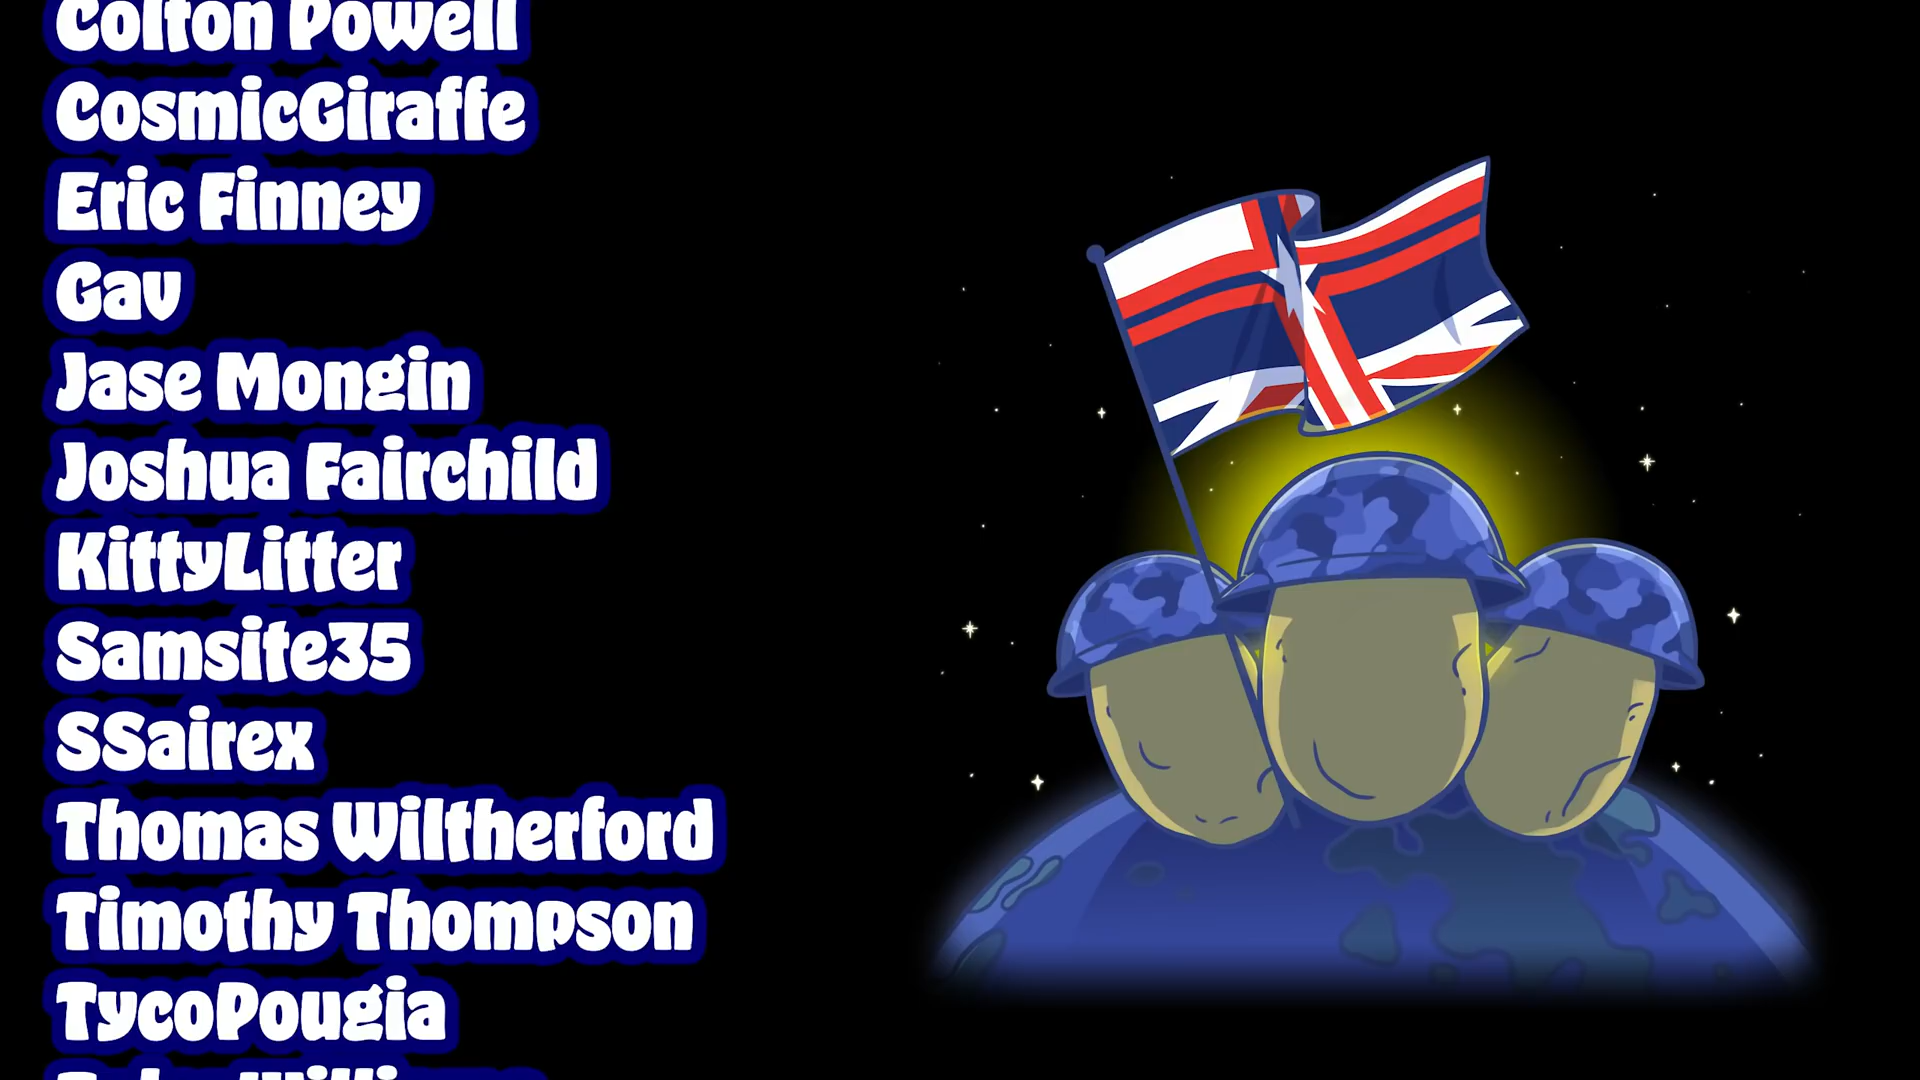 Colton Powell
CosmicGiraffe
Eric Finney
Gav
Jase Mongin
Joshua Fairchild
KittyLitter
Samsite35
SSairex
Thomas Wiltherford
Timothy Thompson
TycoPougia